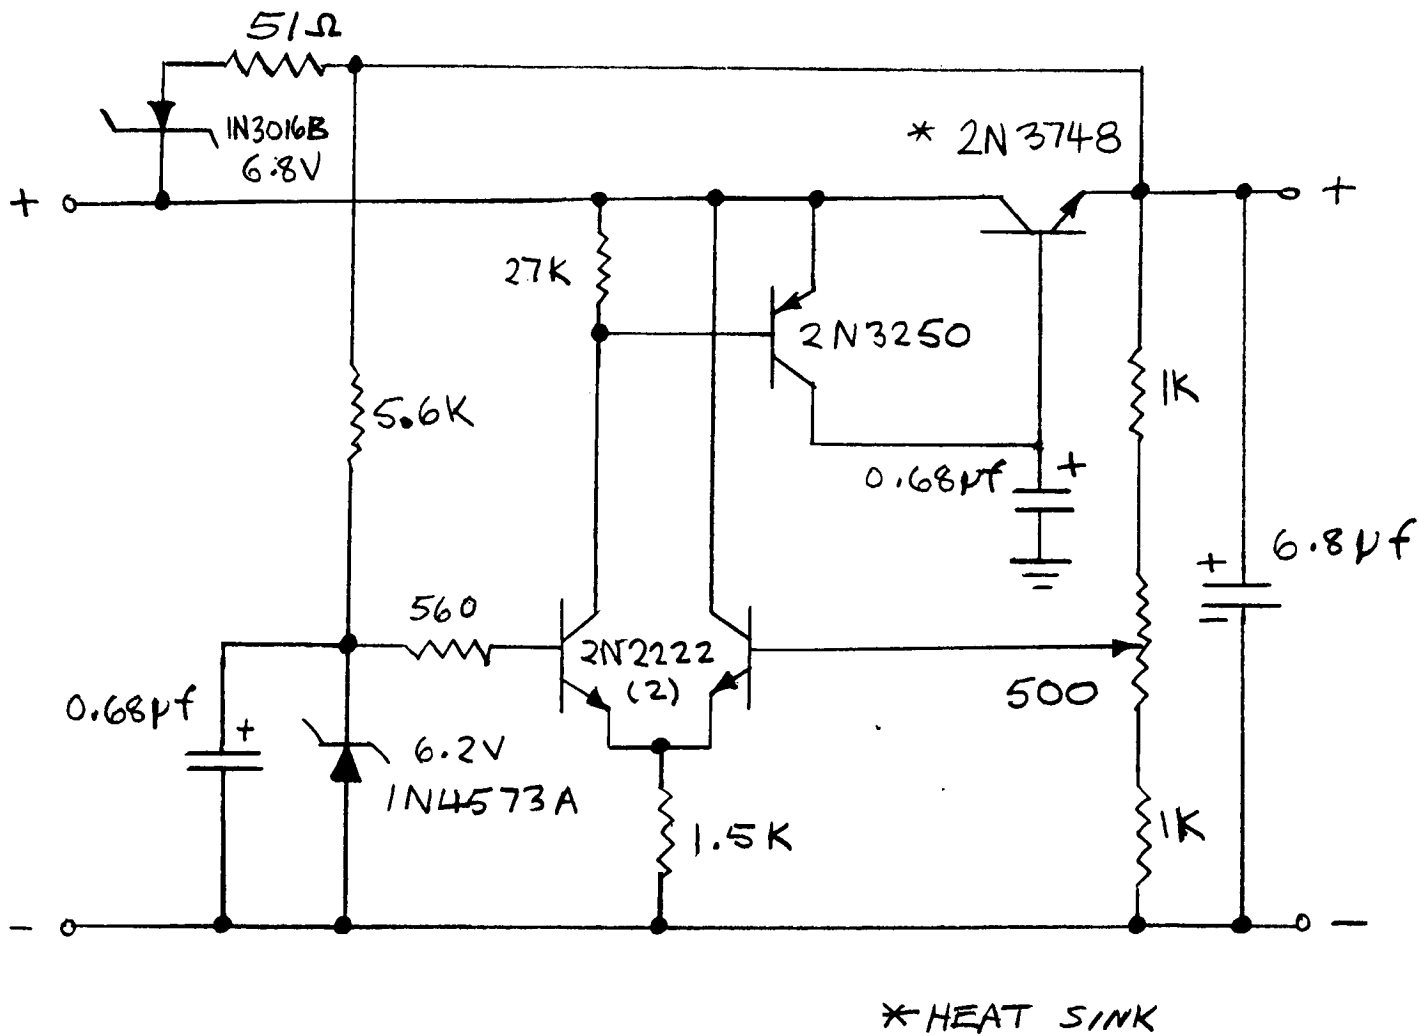 51Ω
1N3016B
6.8V
* 2N3748
+
+
27K
2N3250
1K
5.6K
0.68µf
+
6.8µf
+
560
2N2222
(2)
500
0.68µf
+
6.2V
1N4573A
1.5K
1K
-
-
* HEAT SINK